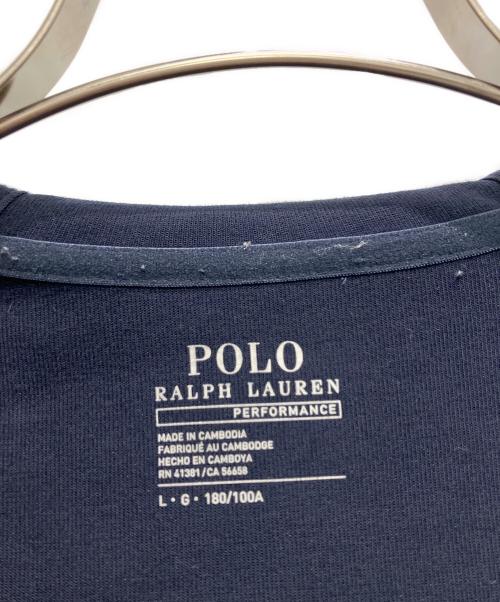 POLO
RALPH LAUREN
PERFORMANCE
MADE IN CAMBODIA
FABRIQUÉ AU CAMBODGE
HECHO EN CAMBOYA
RN 41381/CA 56658
L • G • 180/100A